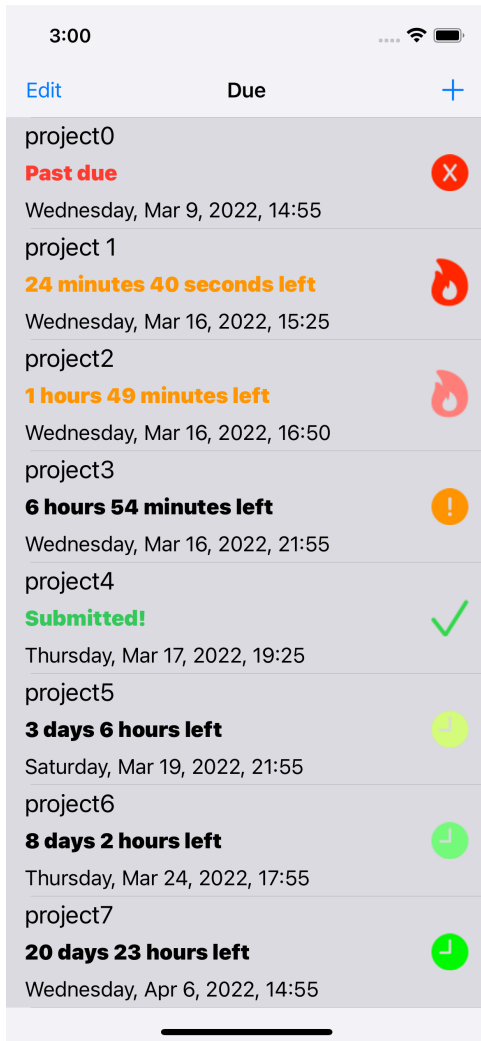 3:00
Edit Due +
project0
Past due
Wednesday, Mar 9, 2022, 14:55
X
project 1
24 minutes 40 seconds left
Wednesday, Mar 16, 2022, 15:25
project2
1 hours 49 minutes left
Wednesday, Mar 16, 2022, 16:50
project3
6 hours 54 minutes left
!
Wednesday, Mar 16, 2022, 21:55
project4
Submitted!
Thursday, Mar 17, 2022, 19:25
project5
3 days 6 hours left
Saturday, Mar 19, 2022, 21:55
project6
8 days 2 hours left
Thursday, Mar 24, 2022, 17:55
project7
20 days 23 hours left
Wednesday, Apr 6, 2022, 14:55